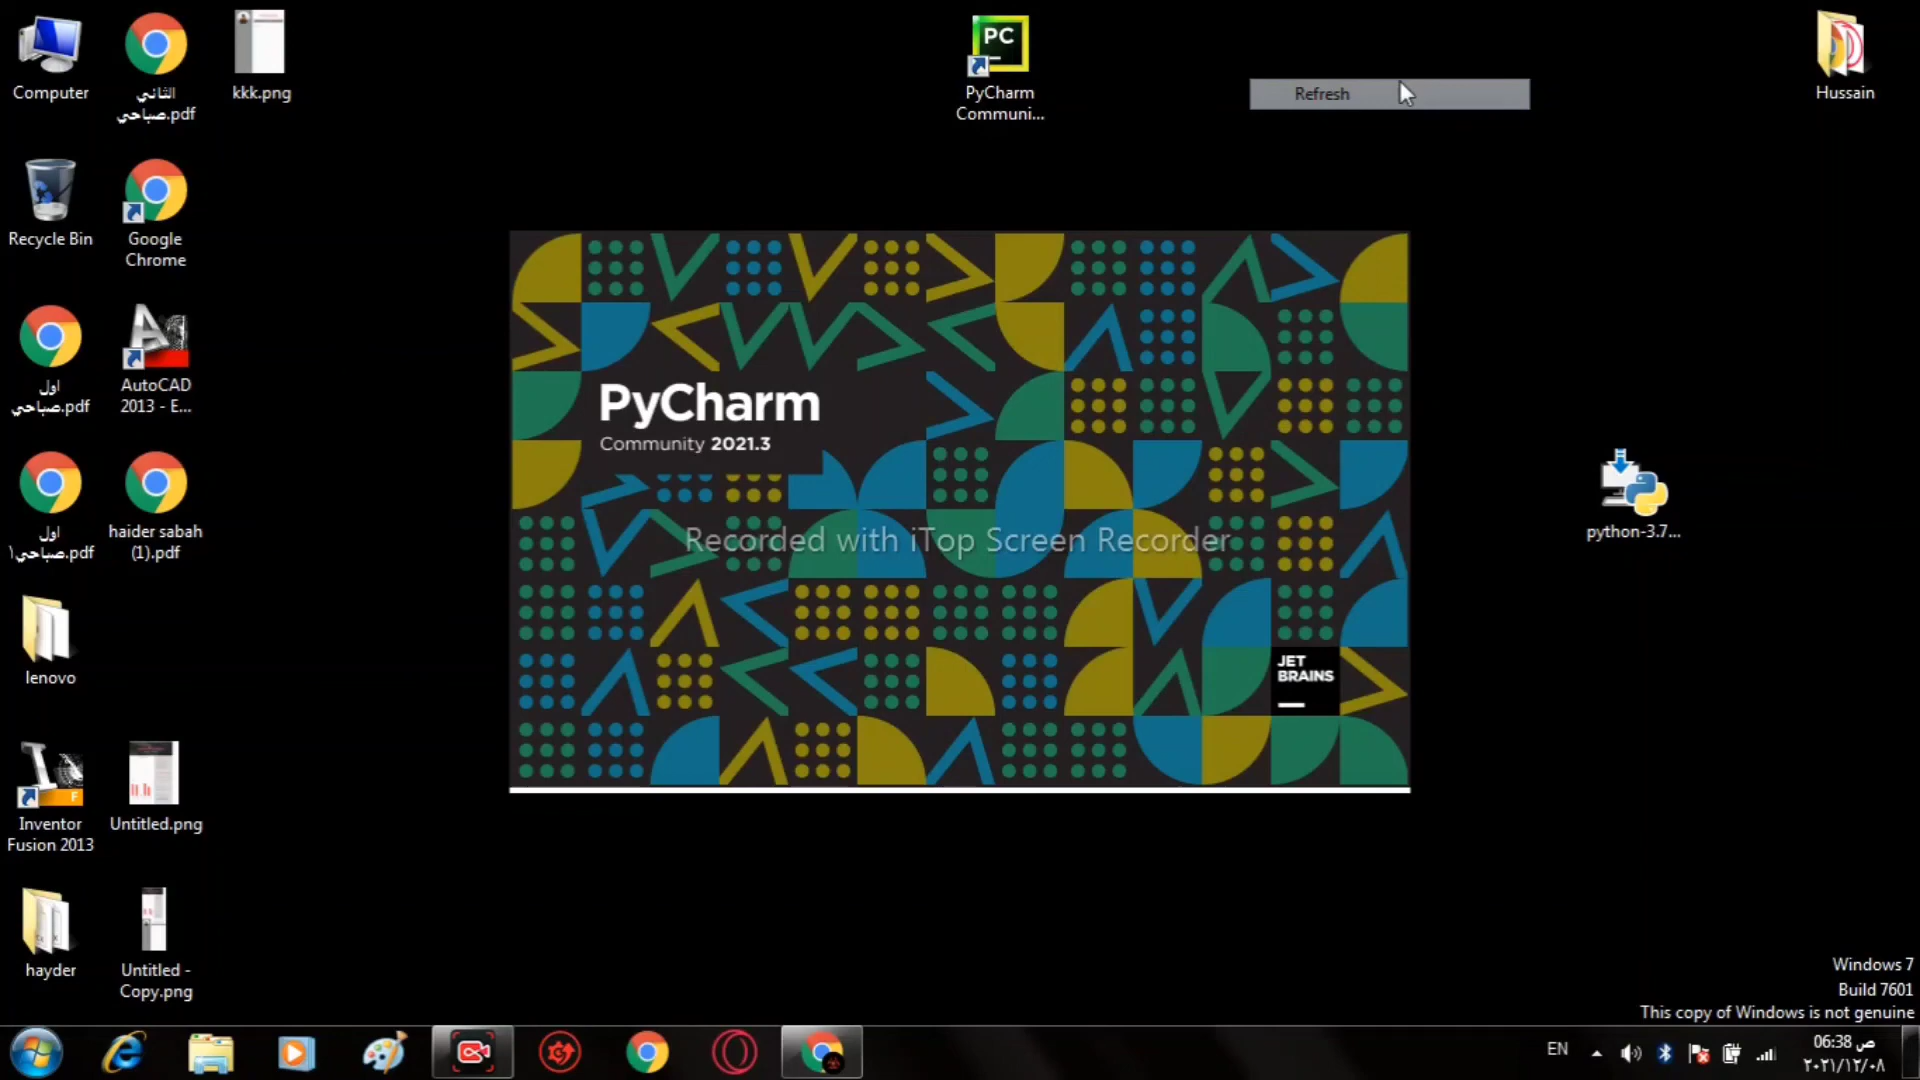 Computer
الثاني
صباحي.pdf
kkk.png
PC
PyCharm
Communi...
Refresh
Hussain
Recycle Bin
Google
Chrome
اول
صباحي.pdf
AutoCAD
2013 - E...
PyCharm
Community 2021.3
اول
صباحي١.pdf
haider sabah
(1).pdf
Recorded with iTop Screen Recorder
python-3.7...
lenovo
JET
BRAINS
F
Inventor
Fusion 2013
Untitled.png
hayder
Untitled -
Copy.png
Windows 7
Build 7601
This copy of Windows is not genuine
EN
06:38 ص
٢٠٢١/١٢/٠٨